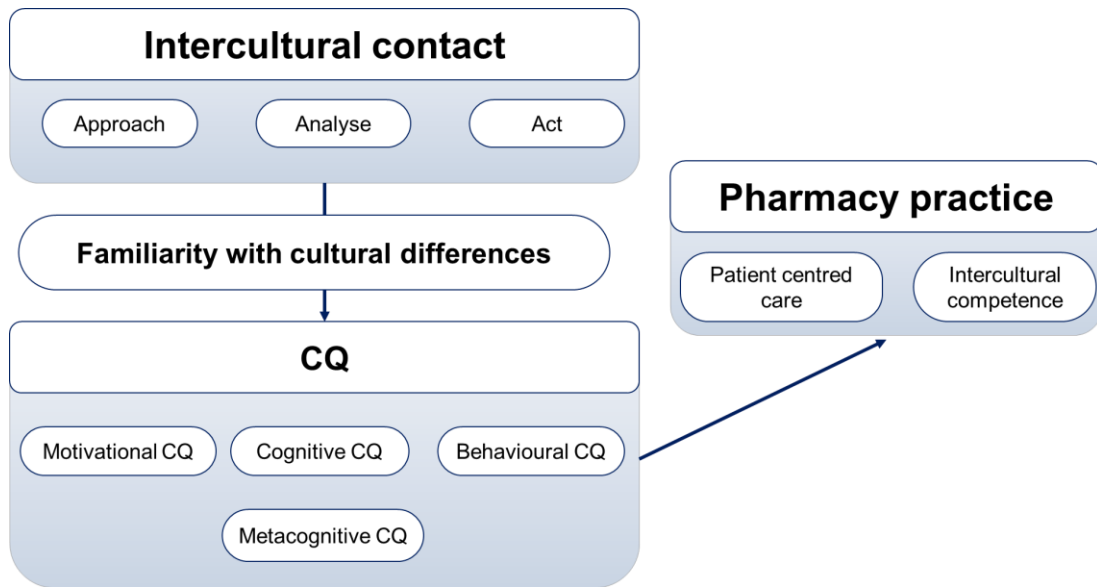 Intercultural contact
Approach
Analyse
Act
Familiarity with cultural differences
CQ
Motivational CQ
Cognitive CQ
Behavioural CQ
Metacognitive CQ
Pharmacy practice
Patient centred
care
Intercultural
competence